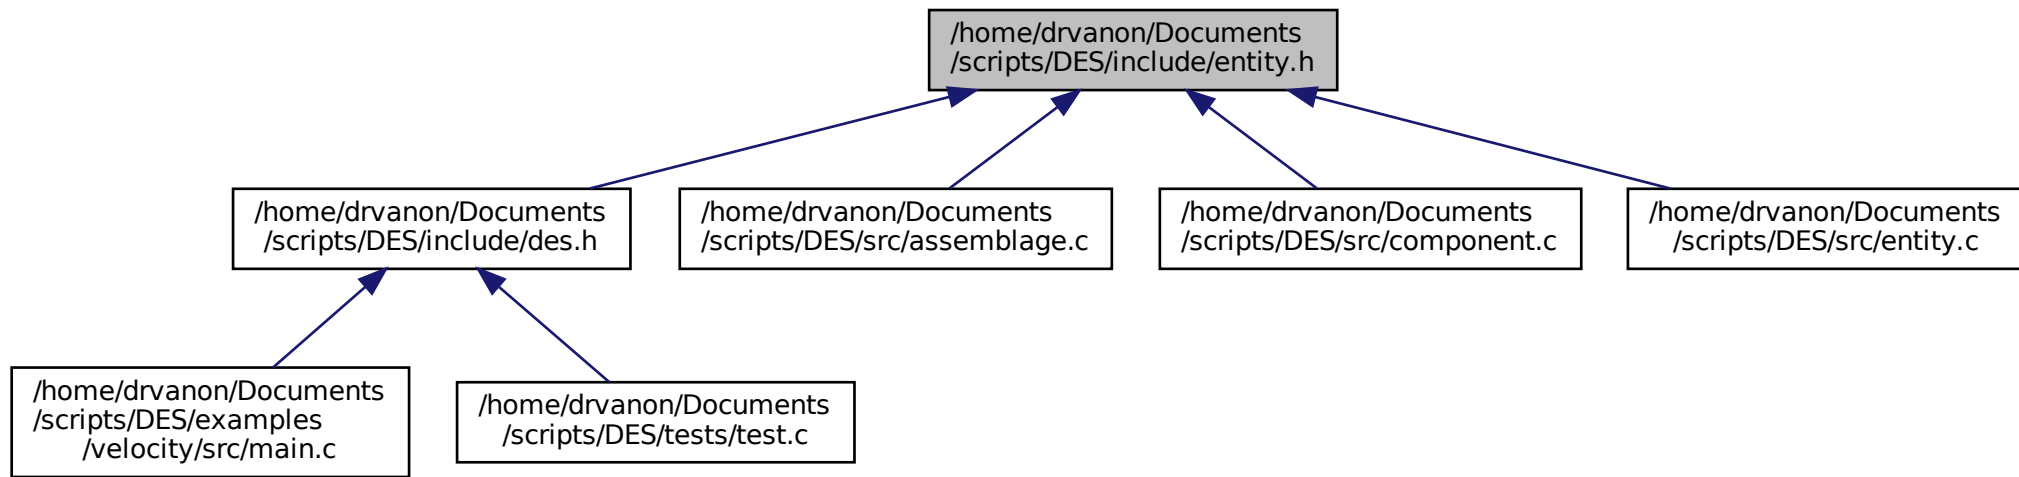 /home/drvanon/Documents
/scripts/DES/include/entity.h
/home/drvanon/Documents
/scripts/DES/include/des.h
/home/drvanon/Documents
/scripts/DES/src/assemblage.c
/home/drvanon/Documents
/scripts/DES/src/component.c
/home/drvanon/Documents
/scripts/DES/src/entity.c
/home/drvanon/Documents
/scripts/DES/examples
/velocity/src/main.c
/home/drvanon/Documents
/scripts/DES/tests/test.c